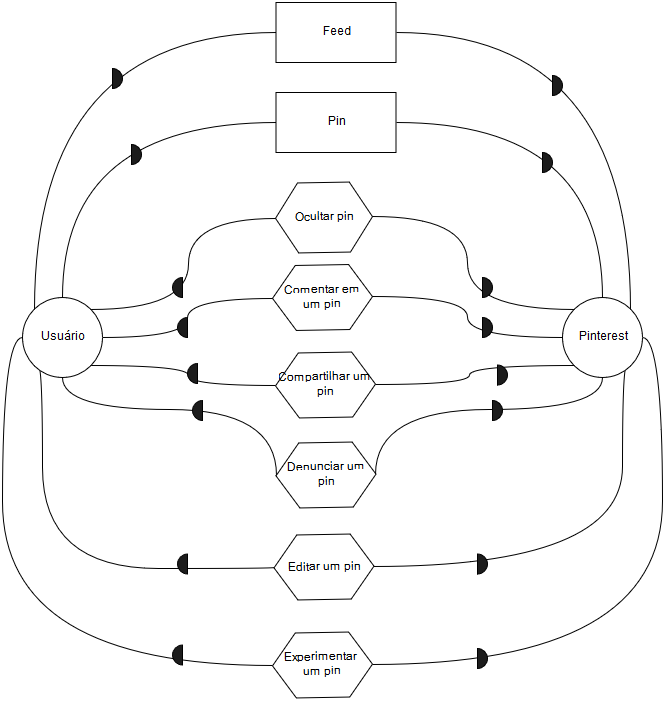 Feed
Pin
Ocultar pin
Comentar em
um pin
Usuário
Pinterest
Compartilhar um
pin
Denunciar um
pin
Editar um pin
Experimentar
um pin